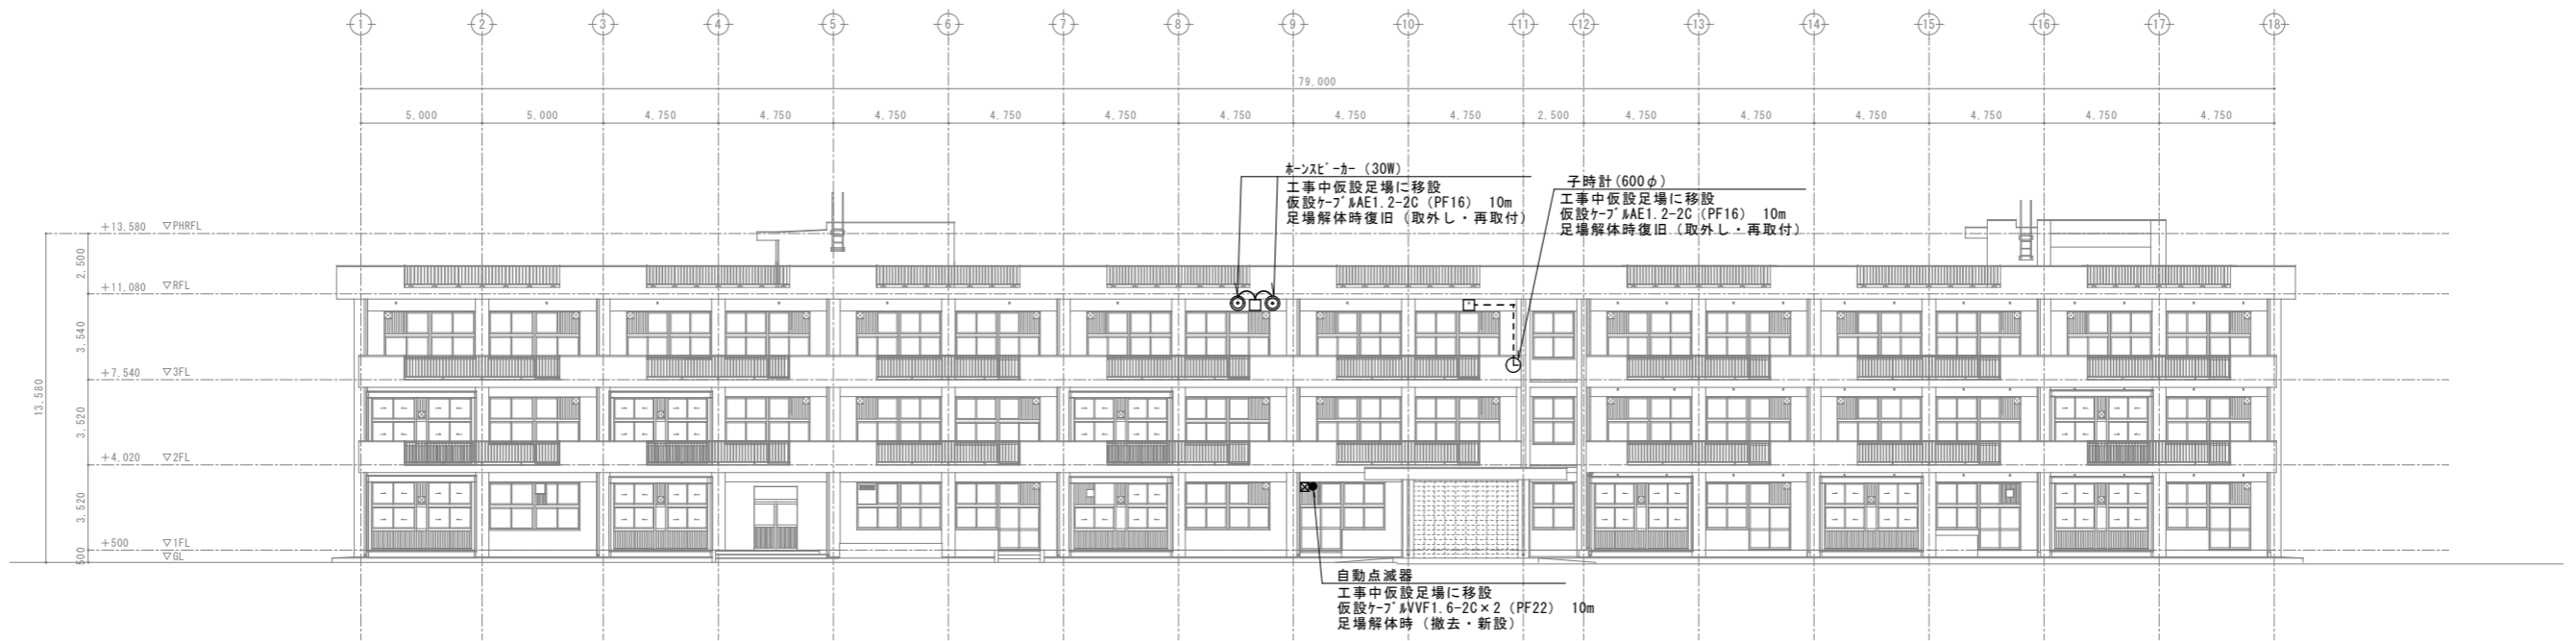 1 2 3 4 5 6 7 8 9 10 11 12 13 14 15 16 17 18
79,000
5,000 5,000 4,750 4,750 4,750 4,750 4,750 4,750 4,750 4,750 2,500 4,750 4,750 4,750 4,750 4,750 4,750
ホーンスピーカー (30W)
工事中仮設足場に移設
仮設ケーブルAE1.2-2C (PF16) 10m
足場解体時復旧 (取外し・再取付)
子時計(600φ)
工事中仮設足場に移設
仮設ケーブルAE1.2-2C (PF16) 10m
足場解体時復旧 (取外し・再取付)
+13,580 ▽PHRFL
2,500
+11,080 ▽RFL
3,540
+7,540 ▽3FL
13,580
3,520
+4,020 ▽2FL
3,520
+500 ▽1FL
500
▽GL
自動点滅器
工事中仮設足場に移設
仮設ケーブルVVF1.6-2C×2 (PF22) 10m
足場解体時 (撤去・新設)